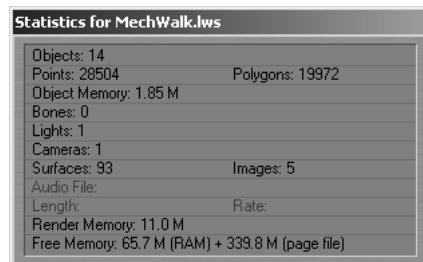 Statistics for MechWalk.lws
Objects: 14
Points: 28504 Polygons: 19972
Object Memory: 1.85 M
Bones: 0
Lights: 1
Cameras: 1
Surfaces: 93 Images: 5
Audio File:
Length: Rate:
Render Memory: 11.0 M
Free Memory: 65.7 M (RAM) + 339.8 M (page file)